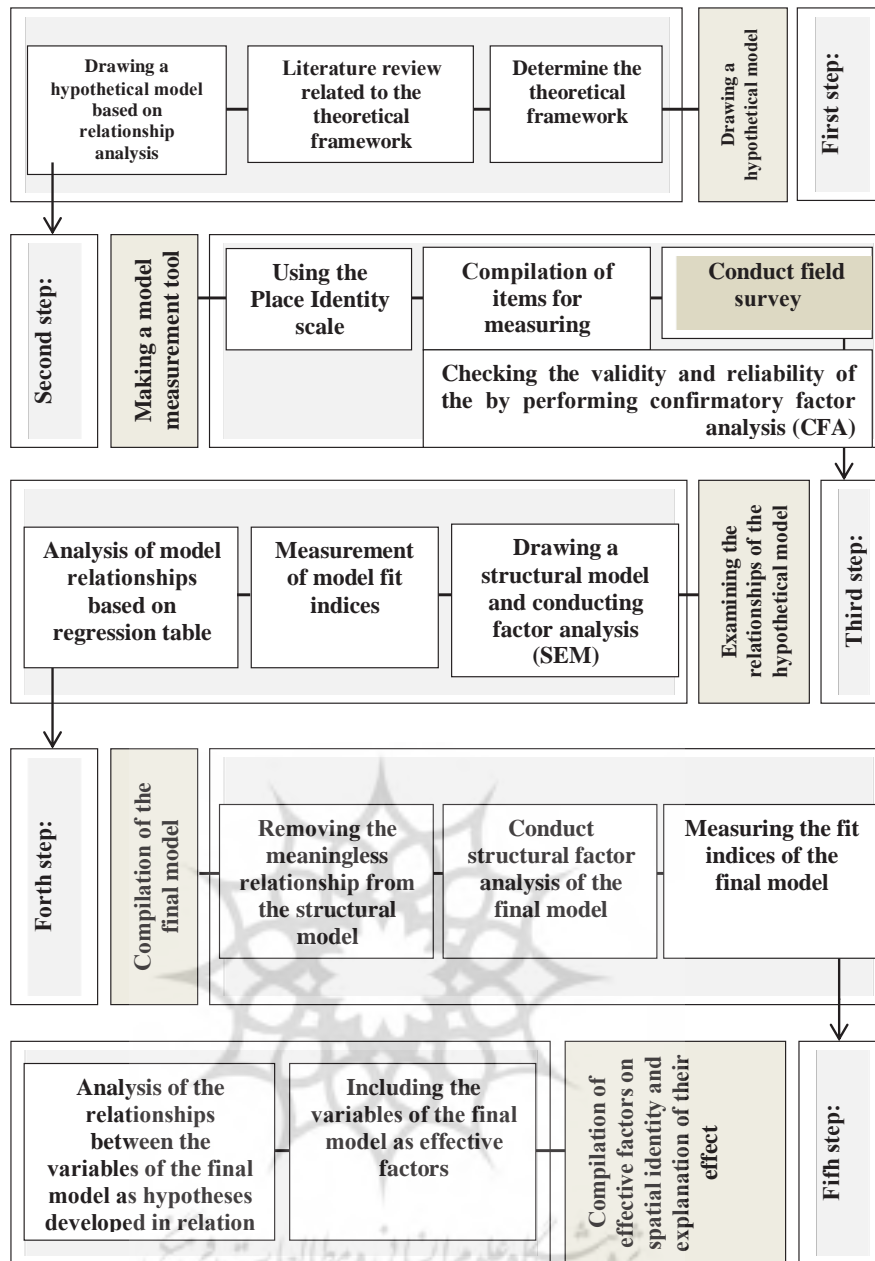 First step:
Drawing a
hypothetical model
Determine the
theoretical
framework
Literature review
related to the
theoretical
framework
Drawing a
hypothetical model
based on
relationship
analysis
Second step:
Making a model
measurement tool
Using the
Place Identity
scale
Compilation of
items for
measuring
Conduct field
survey
Checking the validity and reliability of
the by performing confirmatory factor
analysis (CFA)
Third step:
Examining the
relationships of the
hypothetical model
Drawing a
structural model
and conducting
factor analysis
(SEM)
Measurement
of model fit
indices
Analysis of model
relationships
based on
regression table
Forth step:
Compilation of the
final model
Removing the
meaningless
relationship from
the structural
model
Conduct
structural factor
analysis of the
final model
Measuring the fit
indices of the
final model
Fifh step:
Compilation of
effective factors on
spatial identity and
explanation of their
effect
Including the
variables of the final
model as effective
factors
Analysis of the
relationships
between the
variables of the final
model as hypotheses
developed in relation